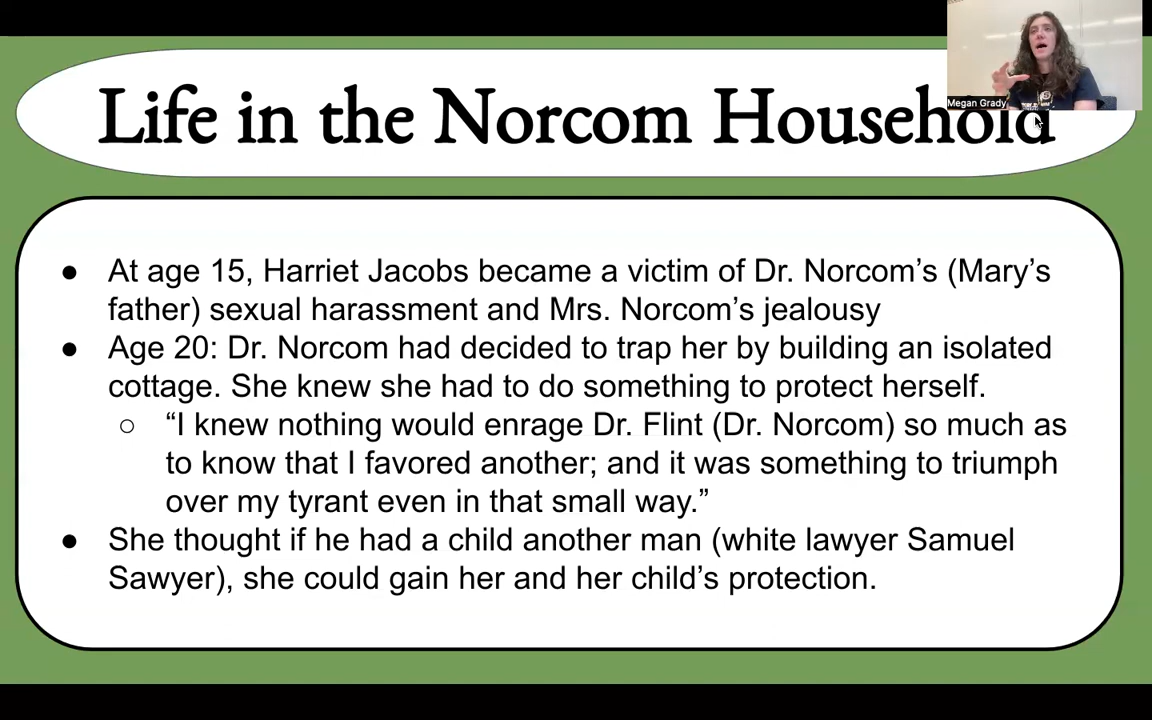 Life in the Norcom Household
Megan Grady
● At age 15, Harriet Jacobs became a victim of Dr. Norcom’s (Mary’s
father) sexual harassment and Mrs. Norcom’s jealousy
● Age 20: Dr. Norcom had decided to trap her by building an isolated
cottage. She knew she had to do something to protect herself.
○ “I knew nothing would enrage Dr. Flint (Dr. Norcom) so much as
to know that I favored another; and it was something to triumph
over my tyrant even in that small way.”
● She thought if he had a child another man (white lawyer Samuel
Sawyer), she could gain her and her child’s protection.